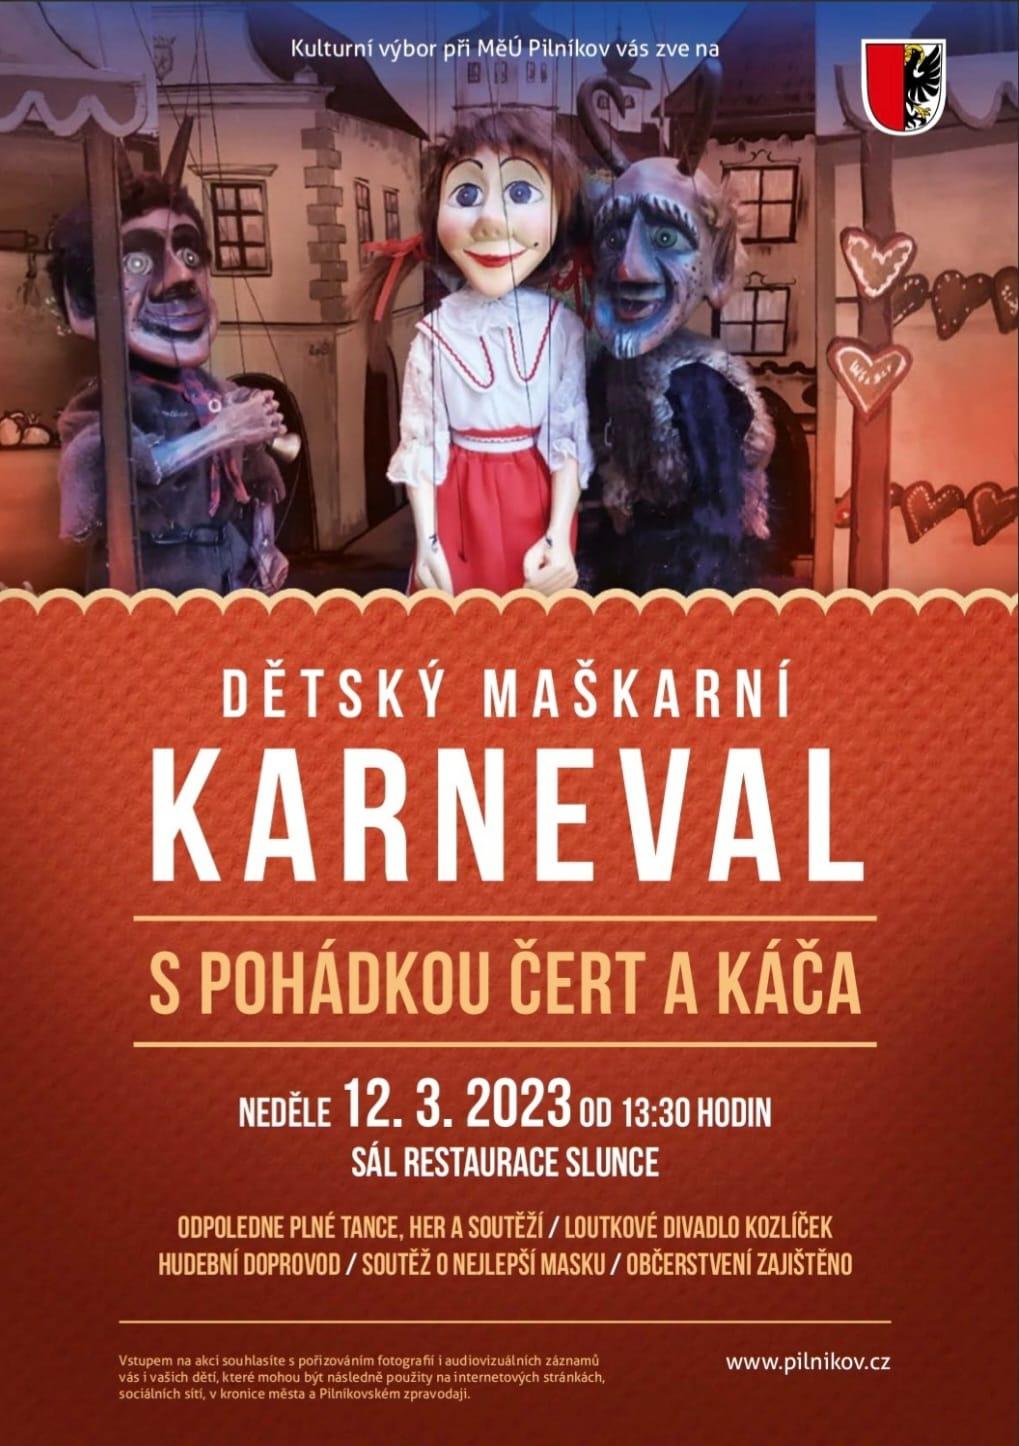 Kulturní výbor při MěÚ Pilníkov vás zve na
DĚTSKÝ MAŠKARNÍ
KARNEVAL
S POHÁDKOU ČERT A KÁČA
NEDĚLE 12. 3. 2023 OD 13:30 HODIN
SÁL RESTAURACE SLUNCE
ODPOLEDNE PLNÉ TANCE, HER A SOUTĚŽÍ / LOUTKOVÉ DIVADLO KOZLÍČEK
HUDEBNÍ DOPROVOD / SOUTĚŽ O NEJLEPŠÍ MASKU / OBČERSTVENÍ ZAJIŠTĚNO
Vstupem na akci souhlasíte s pořizováním fotografií i audiovizuálních záznamů
vás i vašich dětí, které mohou být následně použity na internetových stránkách,
sociálních sítí, v kronice města a Pilníkovském zpravodaji.
www.pilnikov.cz